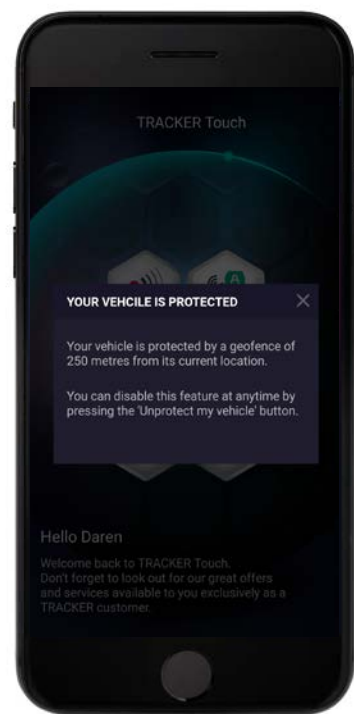 TRACKER Touch
YOUR VEHCILE IS PROTECTED
Your vehicle is protected by a geofence of
250 metres from its current location.
You can disable this feature at anytime by
pressing the 'Unprotect my vehicle' button.
Hello Daren
Welcome back to TRACKER Touch.
Don't forget to look out for our great offers
and services available to you exclusively as a
TRACKER customer.